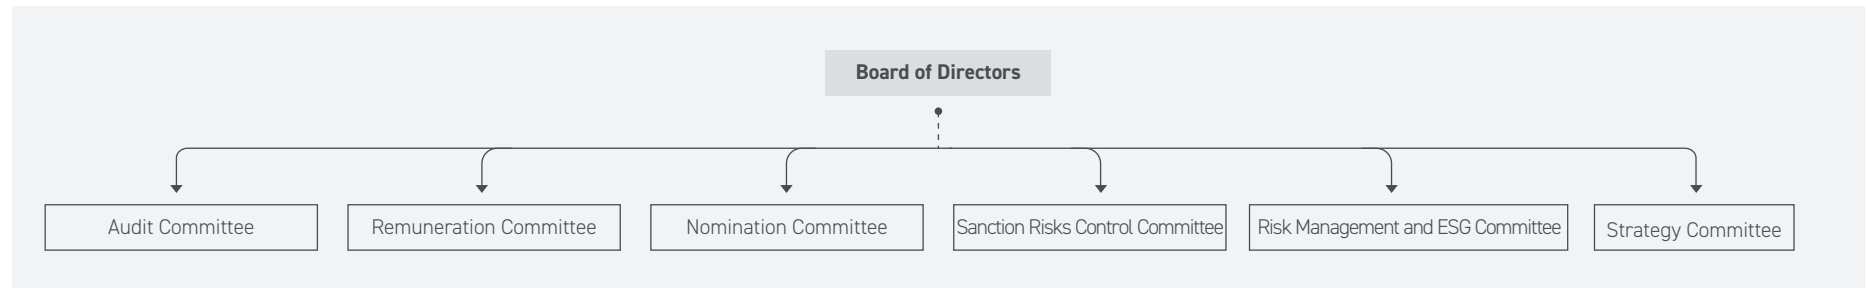 Board of Directors
Audit Committee
Remuneration Committee
Nomination Committee
Sanction Risks Control Committee
Risk Management and ESG Committee
Strategy Committee